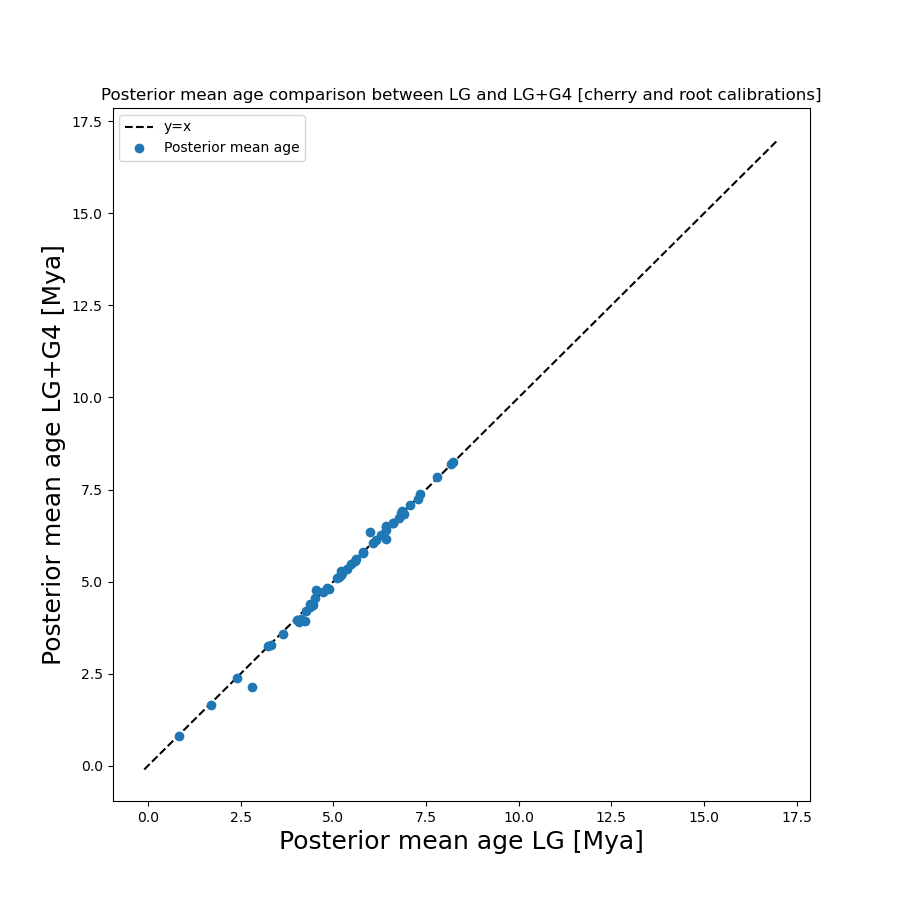 Posterior mean age comparison between LG and LG+G4 [cherry and root calibrations]
y=x
Posterior mean age
17.5
15.0
12.5
10.0
7.5
5.0
2.5
0.0
Posterior mean age LG+G4 [Mya]
0.0 2.5 5.0 7.5 10.0 12.5 15.0 17.5
Posterior mean age LG [Mya]